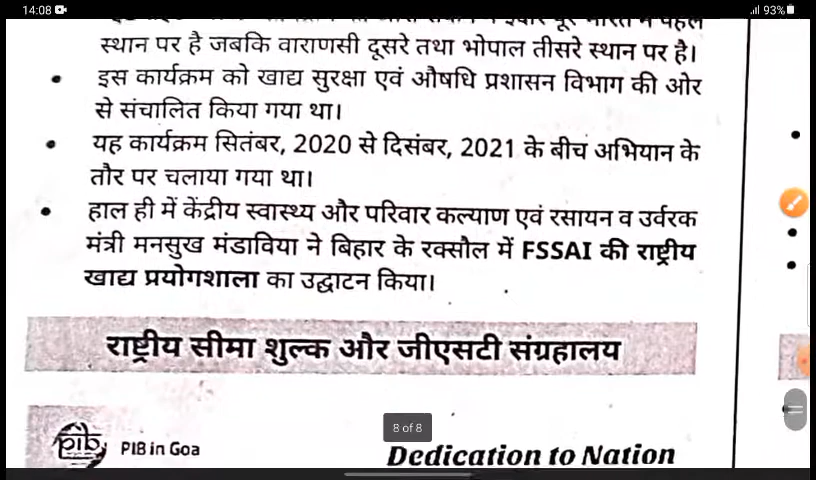 14:08
93%
स्थान पर है जबकि वाराणसी दूसरे तथा भोपाल तीसरे स्थान पर है।
• इस कार्यक्रम को खाद्य सुरक्षा एवं औषधि प्रशासन विभाग की ओर
से संचालित किया गया था।
• यह कार्यक्रम सितंबर, 2020 से दिसंबर, 2021 के बीच अभियान के
तौर पर चलाया गया था।
• हाल ही में केंद्रीय स्वास्थ्य और परिवार कल्याण एवं रसायन व उर्वरक
मंत्री मनसुख मंडाविया ने बिहार के रक्सौल में FSSAI की राष्ट्रीय
खाद्य प्रयोगशाला का उद्घाटन किया।
राष्ट्रीय सीमा शुल्क और जीएसटी संग्रहालय
8 of 8
pib
PIB in Goa
Dedication to Nation